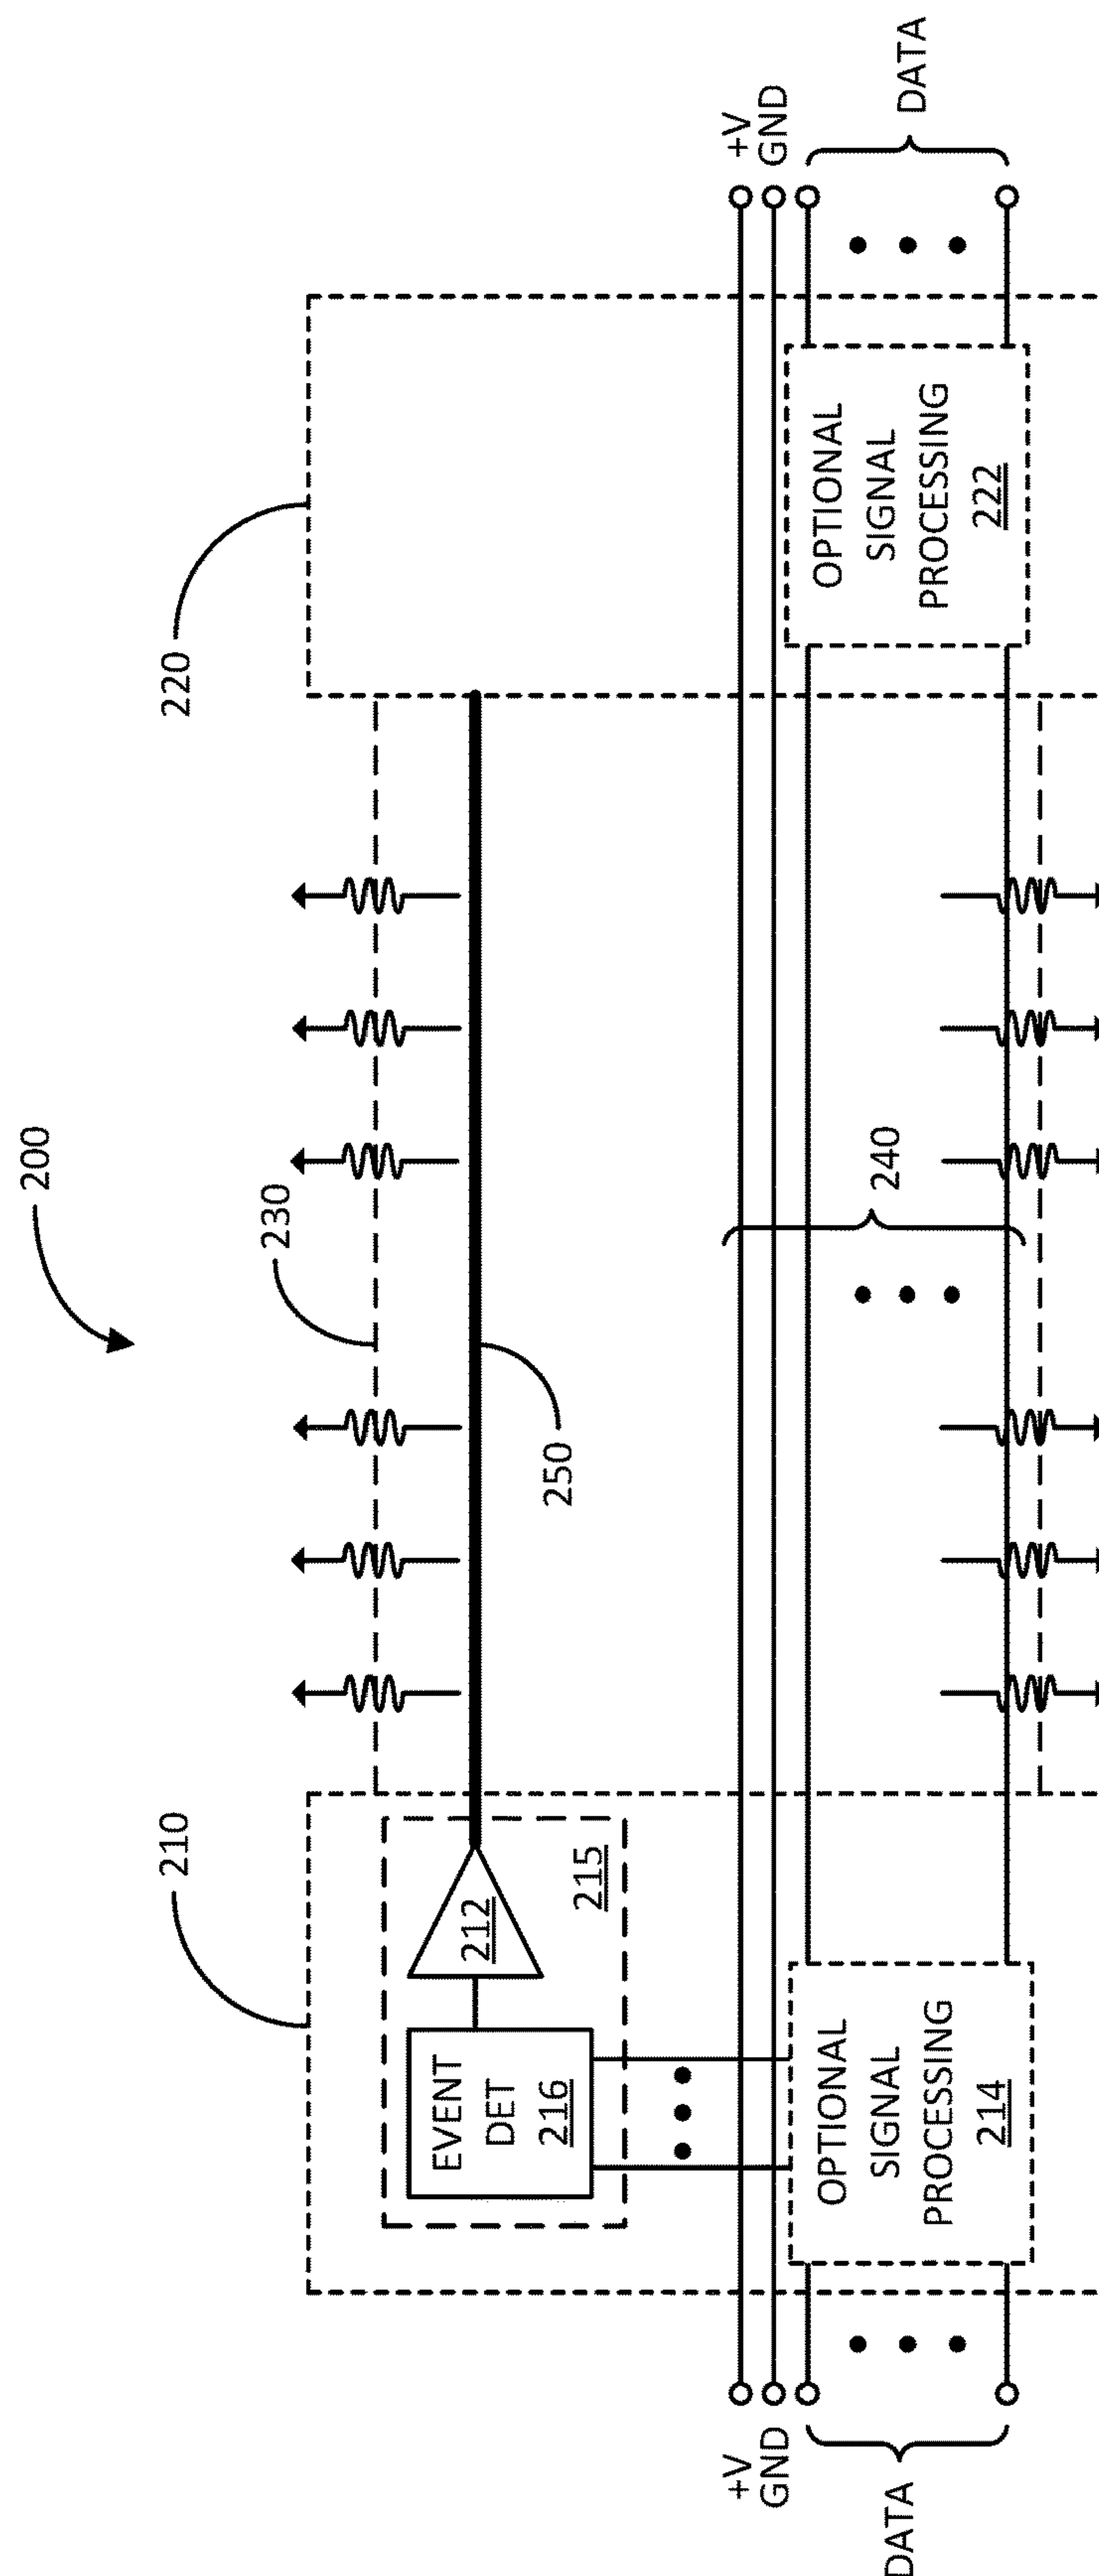 200
210
230
220
EVENT
DET
216
212
215
250
240
+V
GND
DATA
OPTIONAL
SIGNAL
PROCESSING
214
OPTIONAL
SIGNAL
PROCESSING
222
+V
GND
DATA